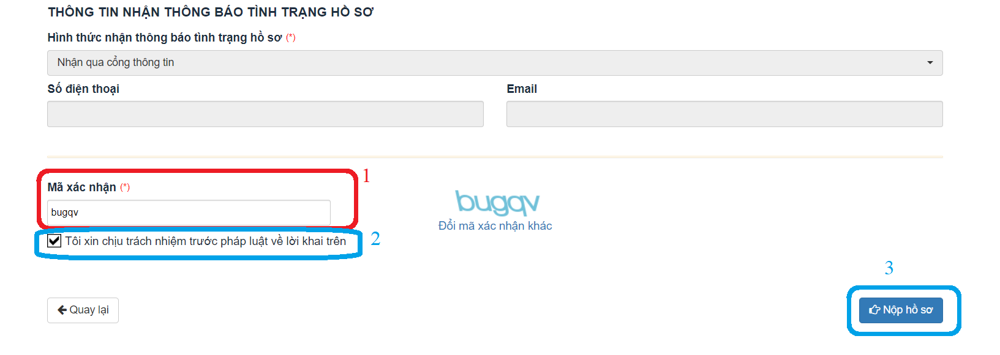 THÔNG TIN NHẬN THÔNG BÁO TÌNH TRẠNG HỒ SƠ
Hình thức nhận thông báo tình trạng hồ sơ (*)
Nhận qua cổng thông tin
Số điện thoại
Email
1
Mã xác nhận (*)
bugqv
bugqv
Đổi mã xác nhận khác
Tôi xin chịu trách nhiệm trước pháp luật về lời khai trên
2
3
Quay lại
Nộp hồ sơ